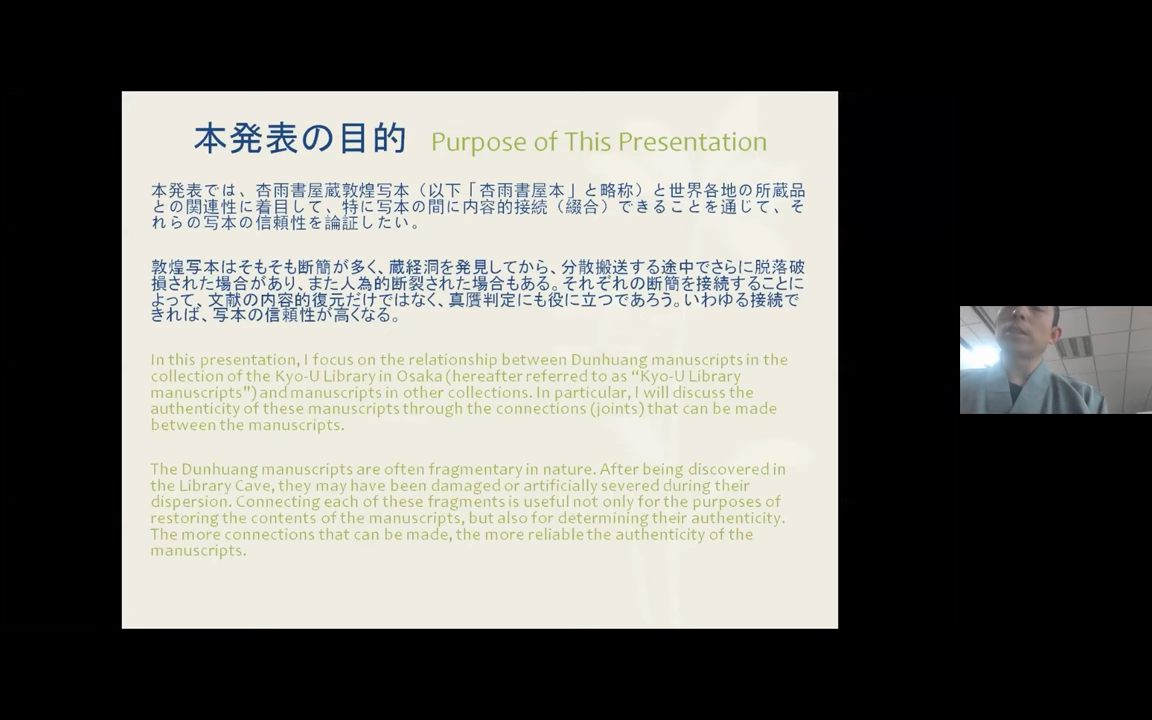 本発表の目的 Purpose of This Presentation
本発表では、杏雨書屋蔵敦煌写本（以下「杏雨書屋本」と略称）と世界各地の所蔵品
との関連性に着目して、特に写本の間に内容的接続（綴合）できることを通じて、そ
れらの写本の信頼性を論証したい。
敦煌写本はそもそも断簡が多く、蔵経洞を発見してから、分散搬送する途中でさらに脱落破
損された場合があり、また人為的断裂された場合もある。それぞれの断簡を接続することに
よって、文献の内容的復元だけではなく、真贋判定にも役に立つであろう。いわゆる接続で
きれば、写本の信頼性が高くなる。
In this presentation, I focus on the relationship between Dunhuang manuscripts in the
collection of the Kyo-U Library in Osaka (hereafter referred to as “Kyo-U Library
manuscripts”) and manuscripts in other collections. In particular, I will discuss the
authenticity of these manuscripts through the connections (joints) that can be made
between the manuscripts.
The Dunhuang manuscripts are often fragmentary in nature. After being discovered in
the Library Cave, they may have been damaged or artificially severed during their
dispersion. Connecting each of these fragments is useful not only for the purposes of
restoring the contents of the manuscripts, but also for determining their authenticity.
The more connections that can be made, the more reliable the authenticity of the
manuscripts.